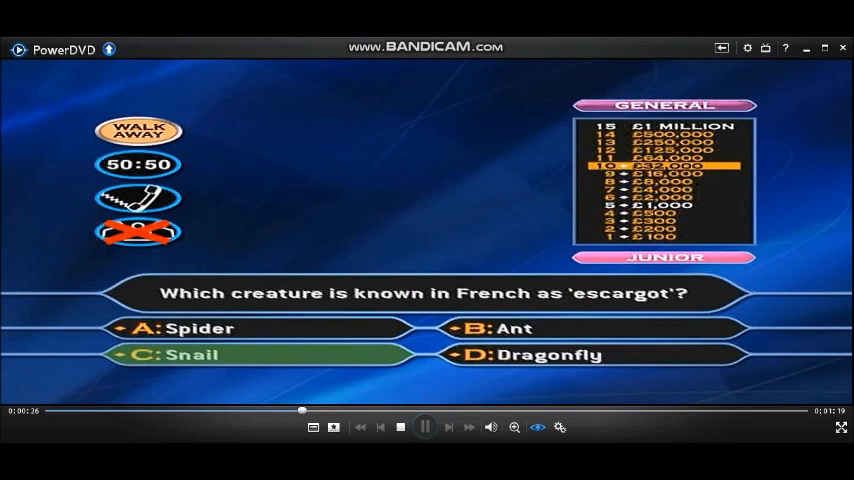 PowerDVD
www.BANDICAM.com
?
WALK
AWAY
50:50
GENERAL
15 £1 MILLION
14 £500,000
13 £250,000
12 £125,000
11 £64,000
10 £32,000
9 £16,000
8 £8,000
7 £4,000
6 £2,000
5 £1,000
4 £500
3 £300
2 £200
1 £100
JUNIOR
Which creature is known in French as 'escargot'?
A: Spider
B: Ant
C: Snail
D: Dragonfly
0:00:26
0:01:19